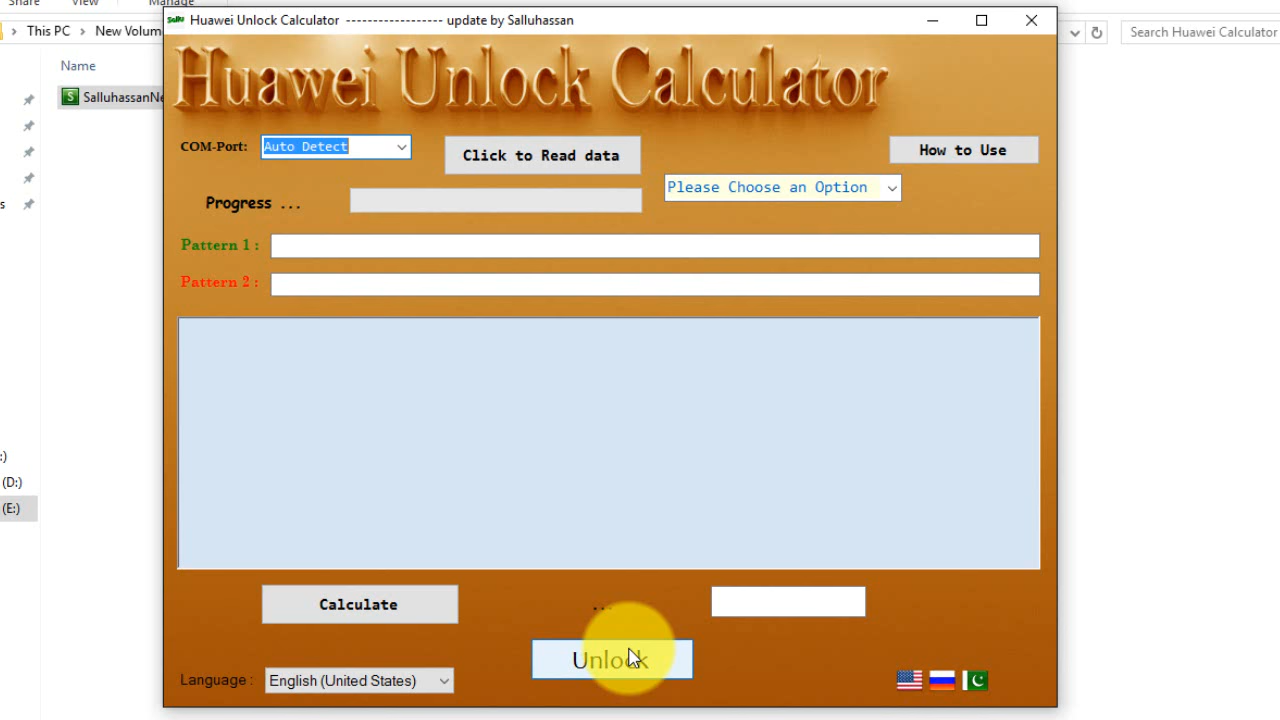 Share View Manage
Huawei Unlock Calculator ------------------ update by Salluhassan
This PC New Volum
Search Huawei Calculator
Name
SalluhassanNe
Huawei Unlock Calculator
COM-Port: Auto Detect
Click to Read data
How to Use
Please Choose an Option
Progress ...
Pattern 1 :
Pattern 2 :
:)
(D:)
(E:)
Calculate
...
Unlock
Language : English (United States)